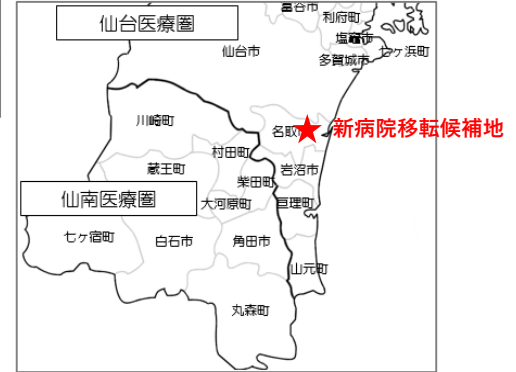 仙台医療圏
富谷市
利府町
塩竈市
七ヶ浜町
多賀城市
仙台市
川崎町
名取市
新病院移転候補地
村田町
岩沼市
蔵王町
柴田町
仙南医療圏
大河原町
亘理町
七ヶ宿町
白石市
角田市
山元町
丸森町